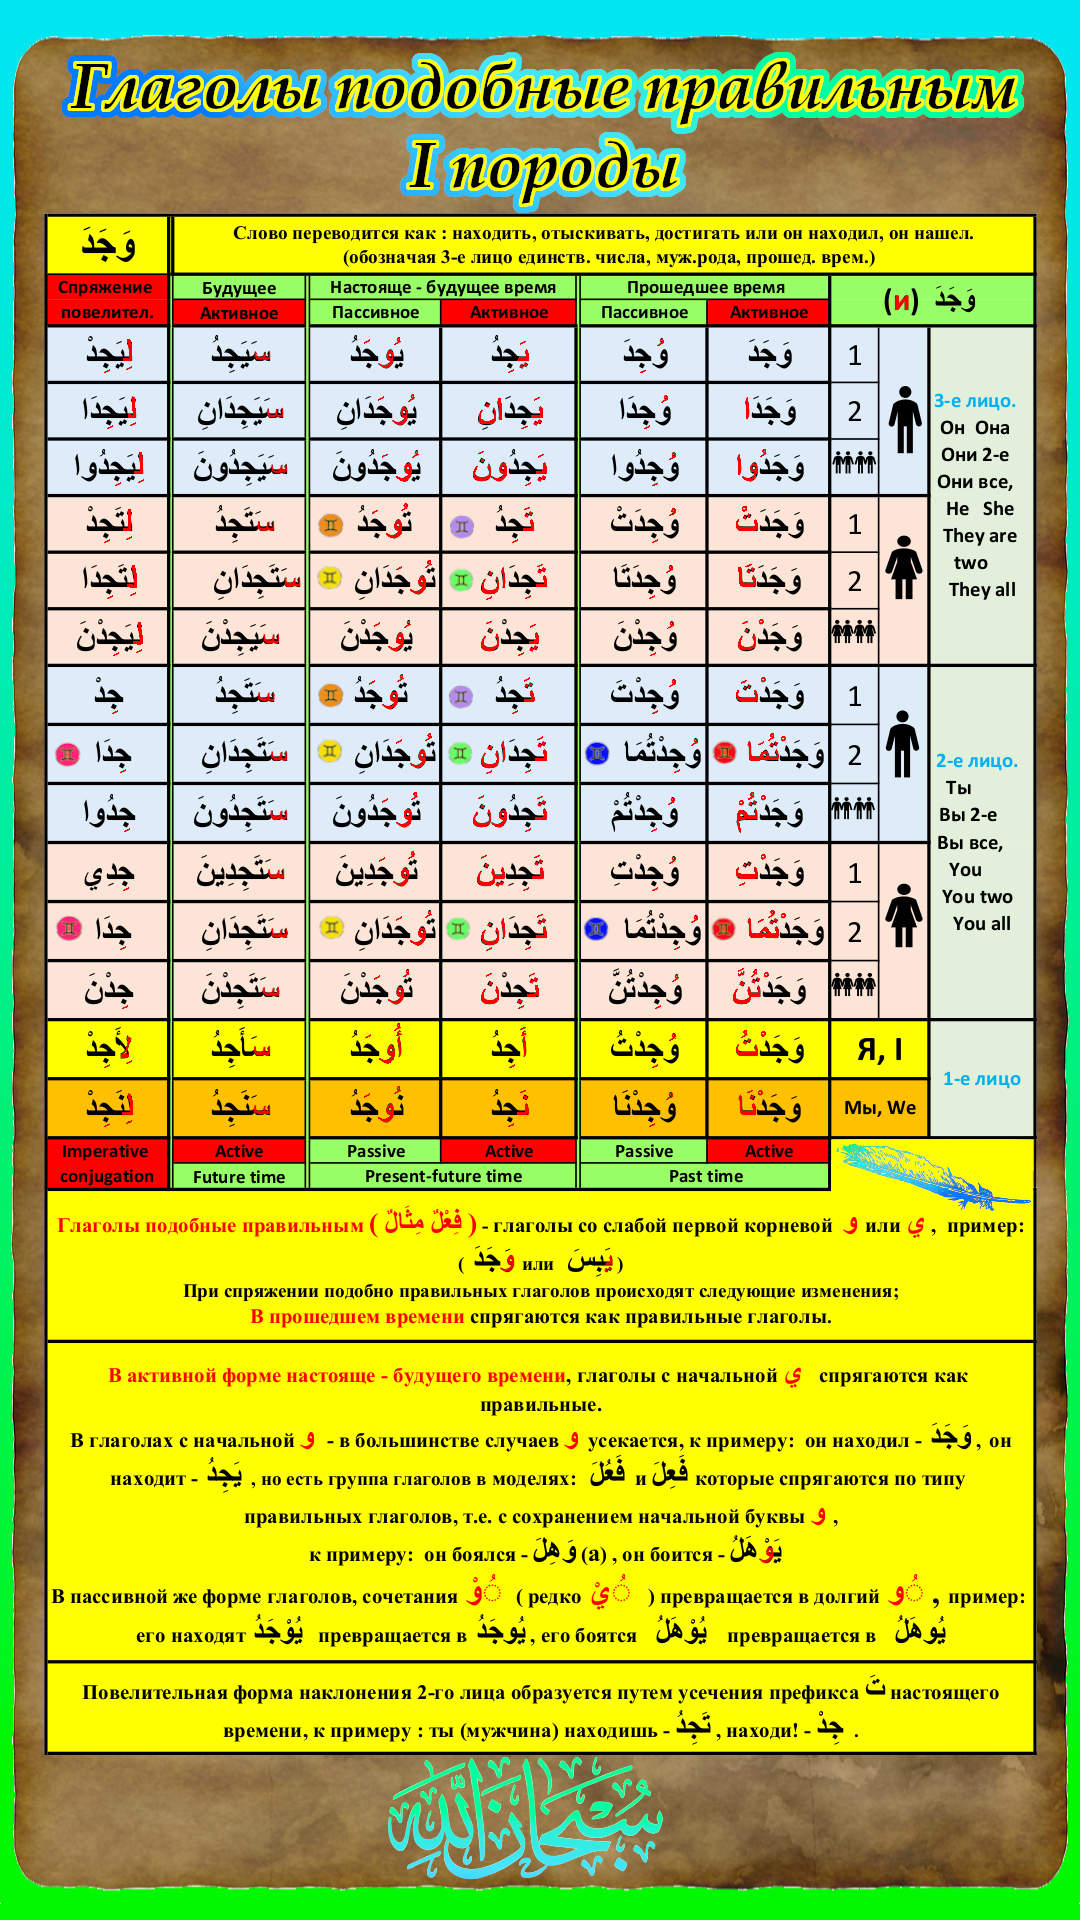 Глаголы подобные правильным
I породы
وَجَدَ
Слово переводится как : находить, отыскивать, достигать или он находил, он нашел.
(обозначая 3-е лицо единств. числа, муж.рода, прошед. врем.)
Спряжение Будущее Настояще - будущее время Прошедшее время وَجَدَ (и)
повелител. Активное Пассивное Активное Пассивное Активное
لِيَجِدْ سَيَجِدُ يُوجَدُ يَجِدُ وُجِدَ وَجَدَ 1
لِيَجِدَا سَيَجِدَانِ يُوجَدَانِ يَجِدَانِ وُجِدَا وَجَدَا 2
لِيَجِدُوا سَيَجِدُونَ يُوجَدُونَ يَجِدُونَ وُجِدُوا وَجَدُوا
لِتَجِدْ سَتَجِدُ تُوجَدُ تَجِدُ وُجِدَتْ وَجَدَتْ 1
لِتَجِدَا سَتَجِدَانِ تُوجَدَانِ تَجِدَانِ وُجِدَتَا وَجَدَتَا 2
لِيَجِدْنَ سَيَجِدْنَ يُوجَدْنَ يَجِدْنَ وُجِدْنَ وَجَدْنَ
3-е лицо.
Он Она
Они 2-е
Они все,
He She
They are
two
They all
جِدْ سَتَجِدُ تُوجَدُ تَجِدُ وُجِدْتَ وَجَدْتَ 1
جِدَا سَتَجِدَانِ تُوجَدَانِ تَجِدَانِ وُجِدْتُمَا وَجَدْتُمَا 2
جِدُوا سَتَجِدُونَ تُوجَدُونَ تَجِدُونَ وُجِدْتُمْ وَجَدْتُمْ
جِدِي سَتَجِدِينَ تُوجَدِينَ تَجِدِينَ وُجِدْتِ وَجَدْتِ 1
جِدَا سَتَجِدَانِ تُوجَدَانِ تَجِدَانِ وُجِدْتُمَا وَجَدْتُمَا 2
جِدْنَ سَتَجِدْنَ تُوجَدْنَ تَجِدْنَ وُجِدْتُنَّ وَجَدْتُنَّ
2-е лицо.
Ты
Вы 2-е
Вы все,
You
You two
You all
لِأَجِدْ سَأَجِدُ أُوجَدُ أَجِدُ وُجِدْتُ وَجَدْتُ Я, I
لِنَجِدْ سَنَجِدُ نُوجَدُ نَجِدُ وُجِدْنَا وَجَدْنَا Мы, We
1-е лицо
Imperative Active Passive Active Passive Active
conjugation Future time Present-future time Past time
Глаголы подобные правильным ( فِعْلٌ مِثَالٌ ) - глаголы со слабой первой корневой و или ي , пример:
( وَجَدَ или يَبِسَ )
При спряжении подобно правильных глаголов происходят следующие изменения;
В прошедшем времени спрягаются как правильные глаголы.
В активной форме настояще - будущего времени, глаголы с начальной ي спрягаются как
правильные.
В глаголах с начальной و - в большинстве случаев و усекается, к примеру: он находил - وَجَدَ , он
находит - يَجِدُ , но есть группа глаголов в моделях: فَعُلَ и فَعِلَ которые спрягаются по типу
правильных глаголов, т.е. с сохранением начальной буквы و ,
к примеру: он боялся - وَهِلَ (a) , он боится - يَوْهَلُ
В пассивной же форме глаголов, сочетания ◌ُوْ ( редко ◌ُيْ ) превращается в долгий ◌ُو , пример:
его находят يُوْجَدُ превращается в يُوجَدُ , его боятся يُوْهَلُ превращается в يُوهَلُ
Повелительная форма наклонения 2-го лица образуется путем усечения префикса تَ настоящего
времени, к примеру : ты (мужчина) находишь - تَجِدُ , находи! - جِدْ .
سُبْحَانَ اللَّه